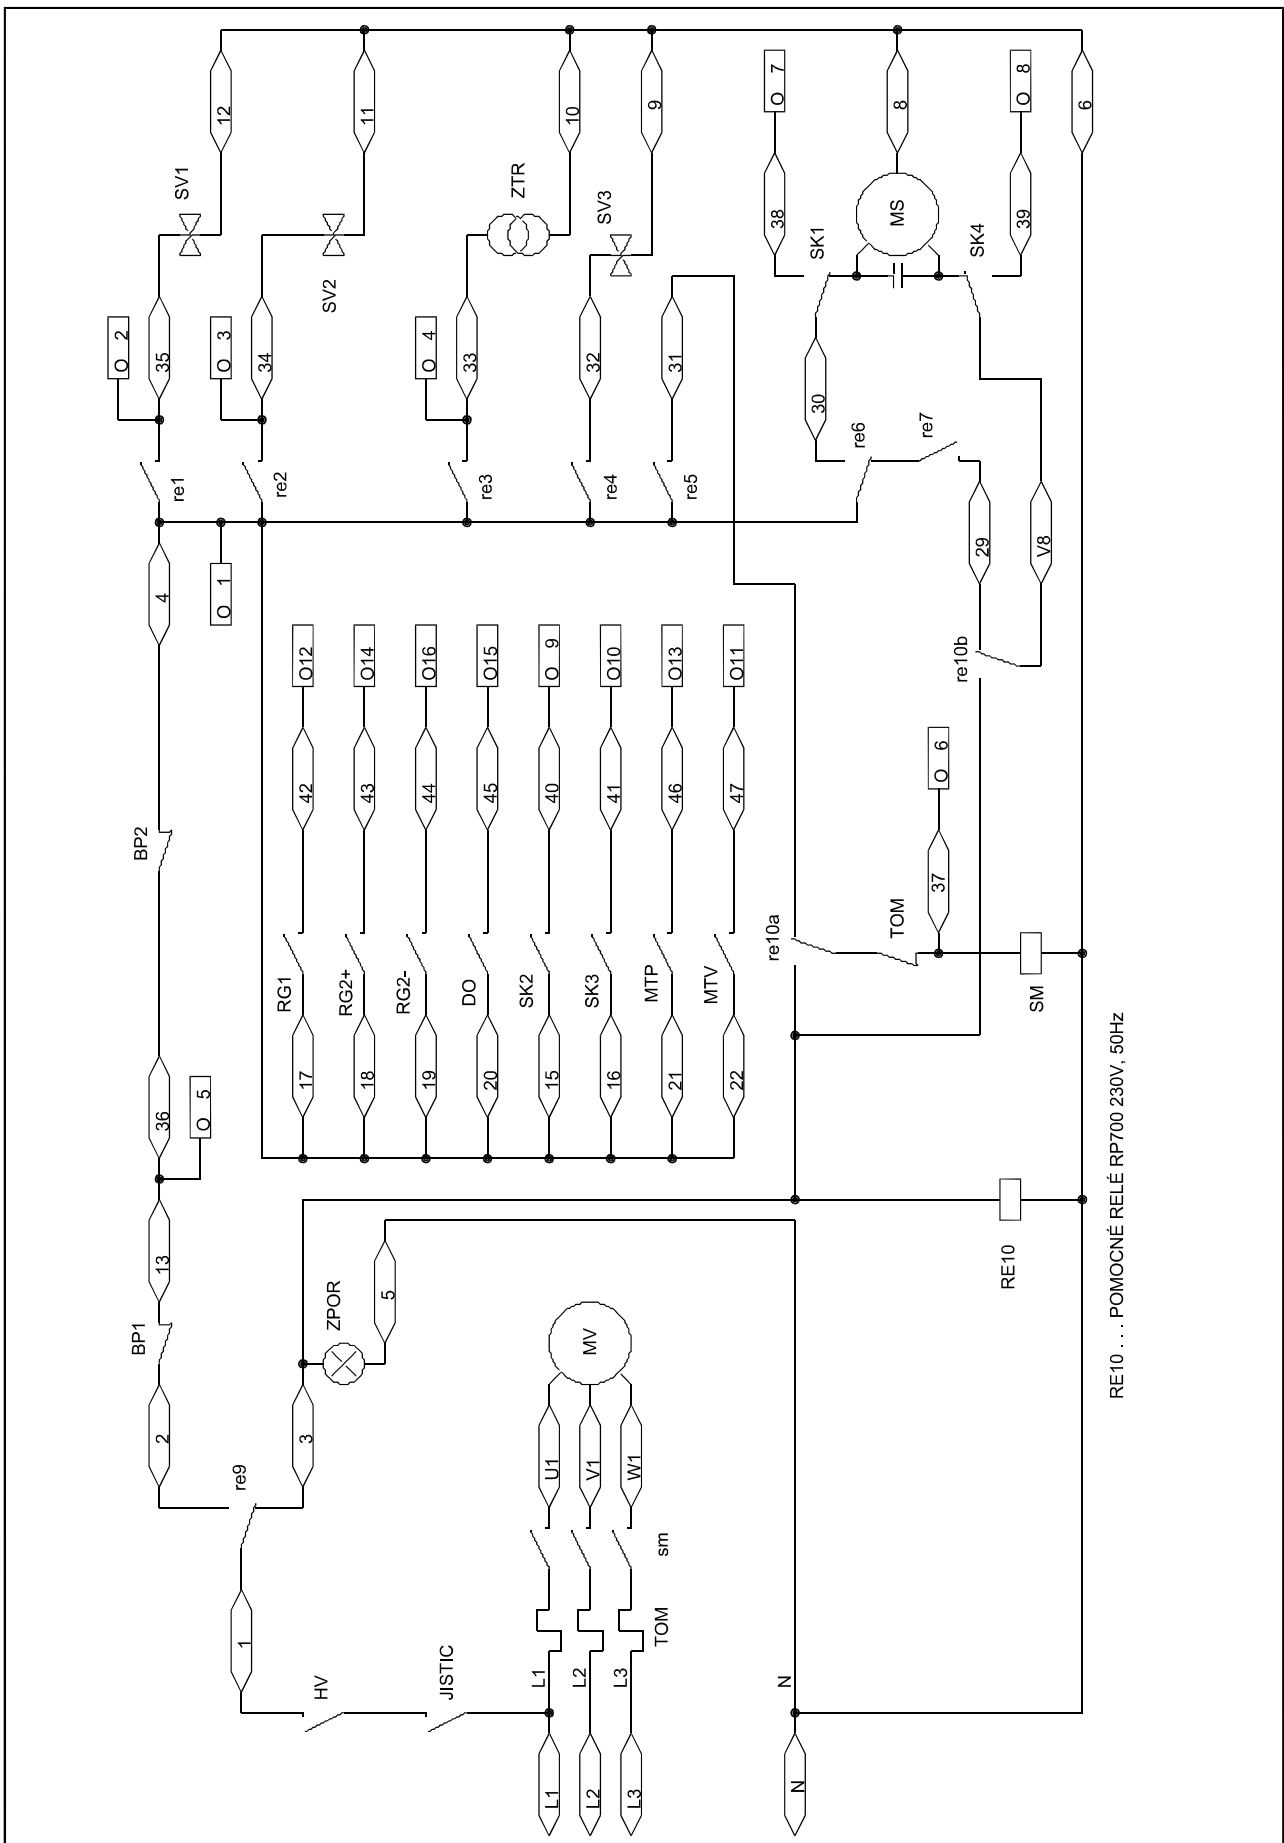 12
11
10
9
8
6
O 7
O 8
SV1
SV2
ZTR
SV3
38
39
MS
SK1
SK4
O 2
35
O 3
34
O 4
33
32
31
30
re1
re2
re3
re4
re5
re6
re7
4
O 1
29
V8
re10b
O12
O14
O16
O15
O 9
O10
O13
O11
42
43
44
45
40
41
46
47
O 6
37
BP2
RG1
RG2+
RG2-
DO
SK2
SK3
MTP
MTV
re10a
TOM
SM
17
18
19
20
15
16
21
22
36
O 5
13
BP1
ZPOR
5
MV
RE10
2
3
re9
U1
V1
W1
sm
TOM
1
HV
JISTIC
L1
L2
L3
N
L1
L2
L3
N
RE10 . . . POMOCNÉ RELÉ RP700 230V, 50Hz